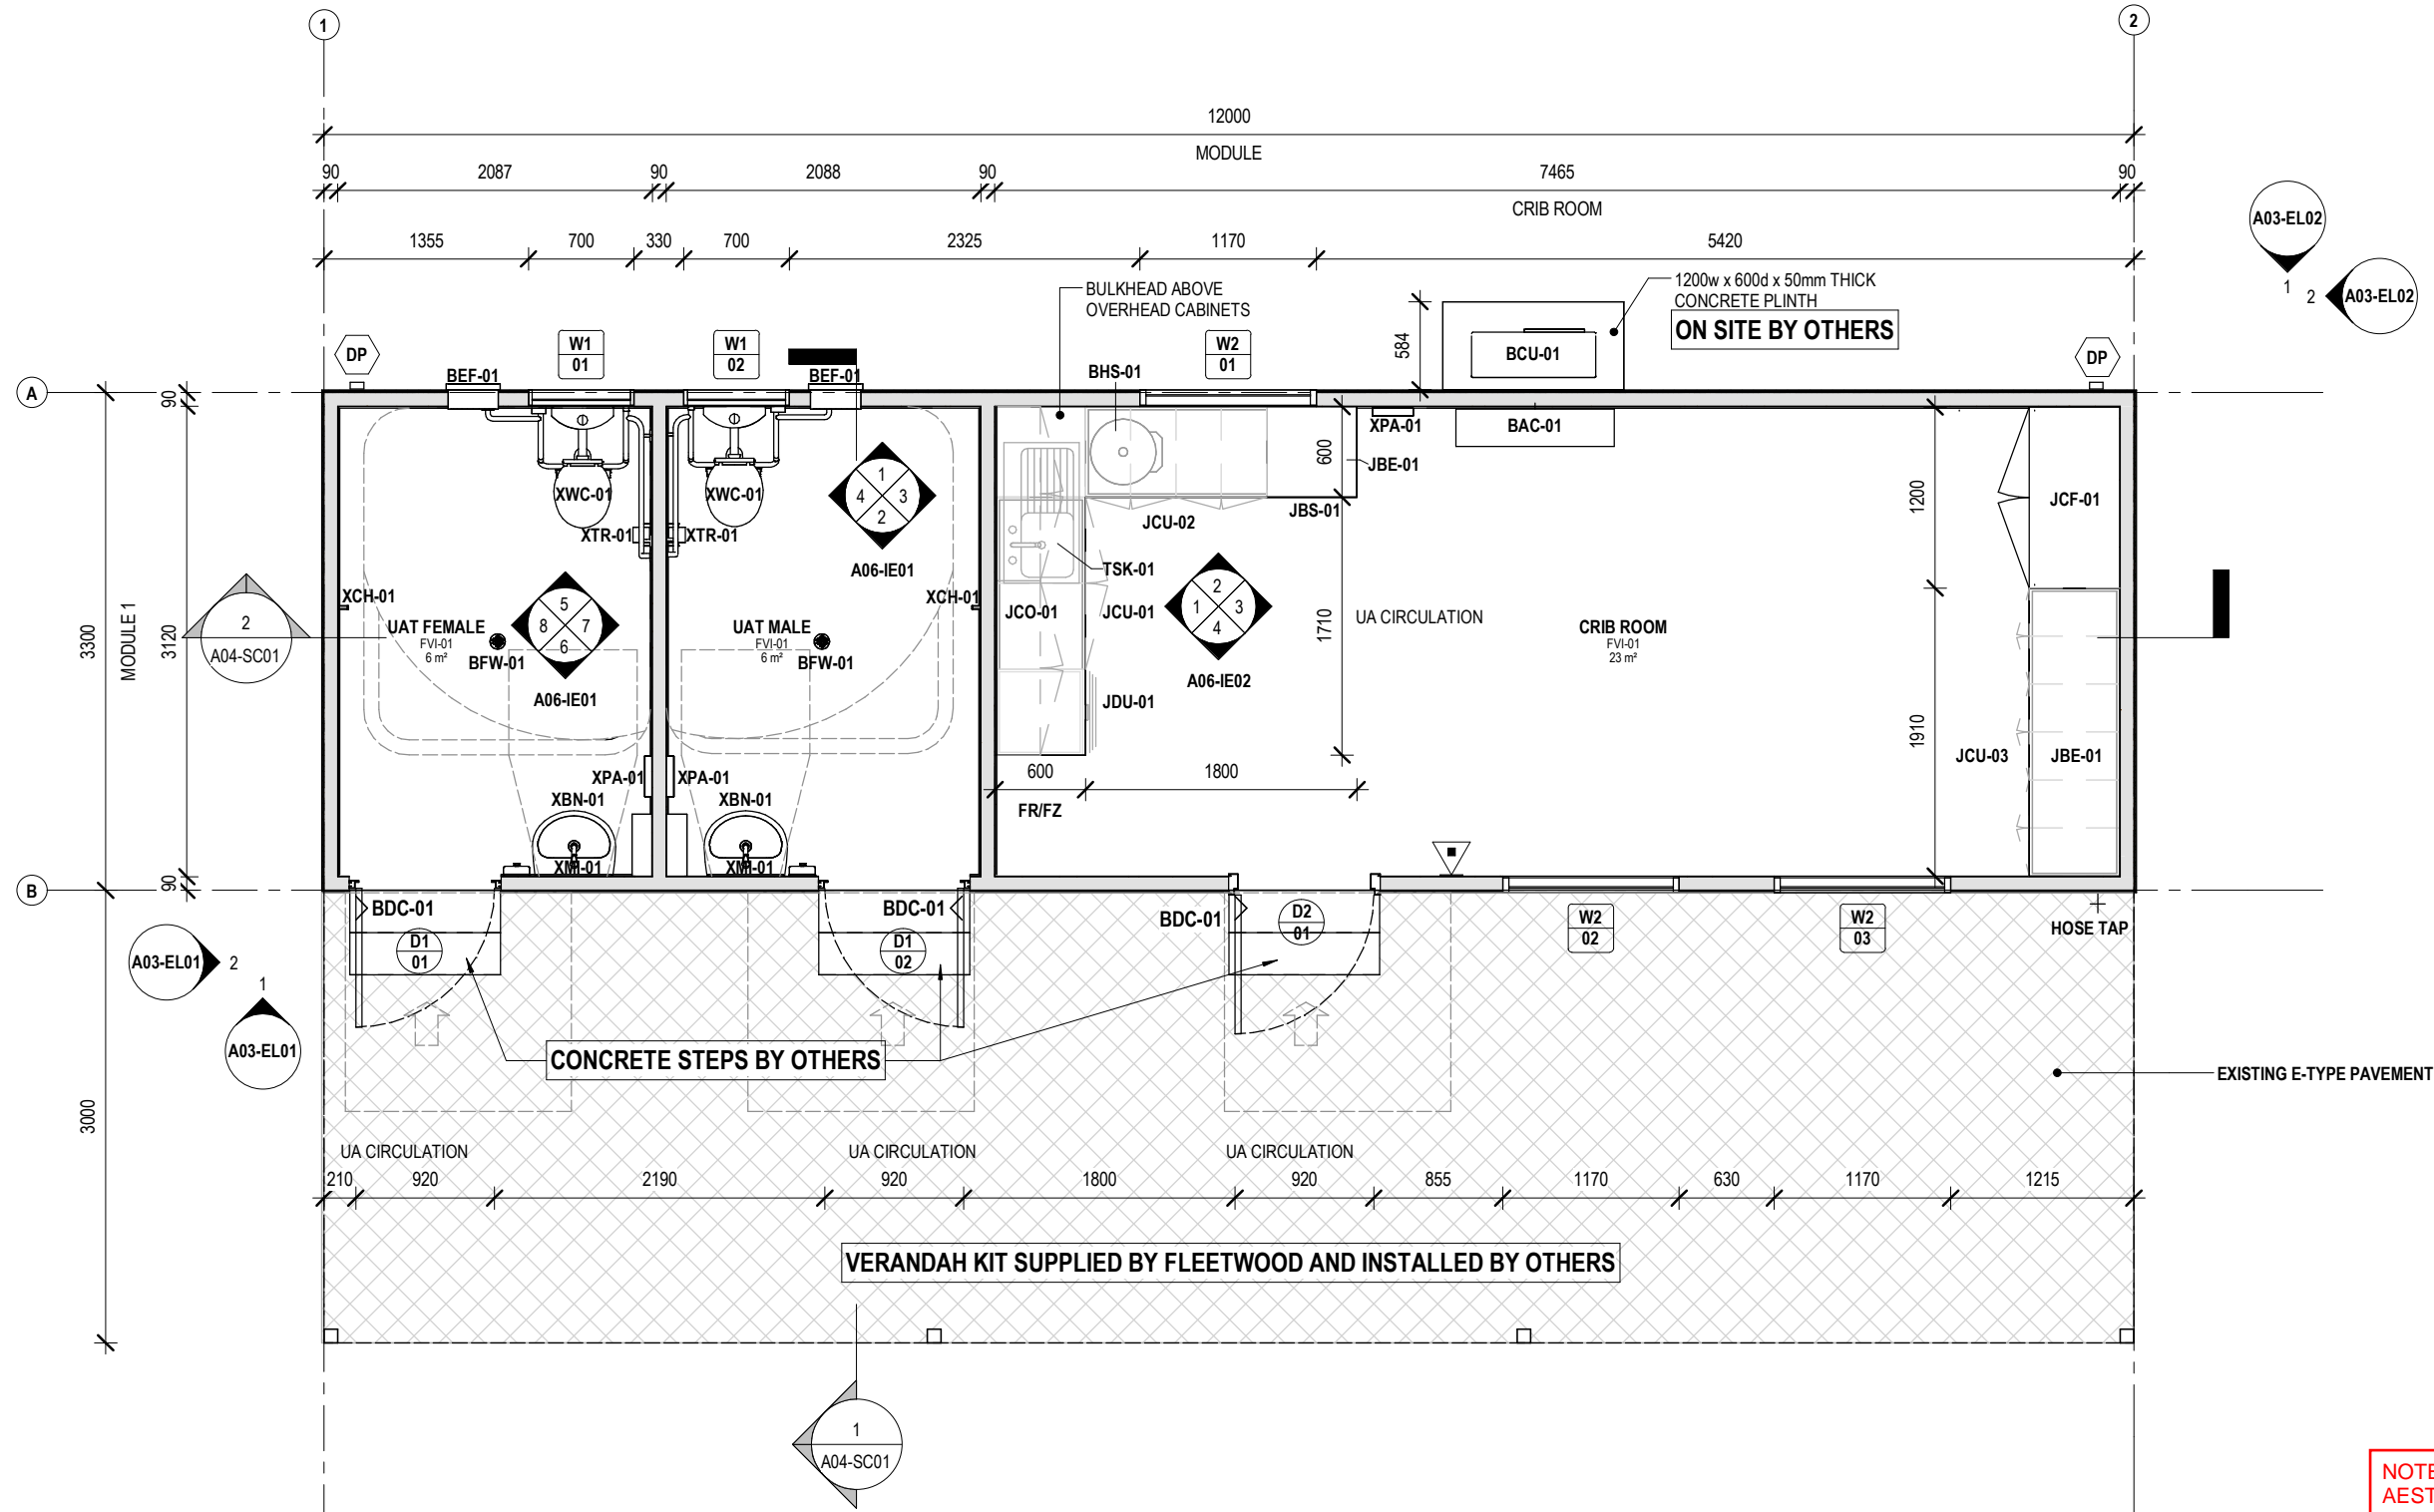 1
2
12000
MODULE
90
2087
90
2088
90
7465
90
CRIB ROOM
1355
700
330
700
2325
1170
5420
A03-EL02
1
2
A03-EL02
BULKHEAD ABOVE
OVERHEAD CABINETS
1200w x 600d x 50mm THICK
CONCRETE PLINTH
ON SITE BY OTHERS
584
DP
W1
01
W1
02
W2
01
BCU-01
DP
BEF-01
BEF-01
BHS-01
A
90
XPA-01
BAC-01
600
JBE-01
XWC-01
XWC-01
1
4
3
2
A06-IE01
JCU-02
JBS-01
1200
JCF-01
XTR-01
XTR-01
TSK-01
XCH-01
XCH-01
2
A04-SC01
5
8
7
6
A06-IE01
JCO-01
JCU-01
2
1
3
4
A06-IE02
1710
UA CIRCULATION
UAT FEMALE
FVI-01
6 m²
BFW-01
UAT MALE
FVI-01
6 m²
BFW-01
CRIB ROOM
FVI-01
23 m²
3300
MODULE 1
3120
JDU-01
1910
JCU-03
JBE-01
XPA-01
XPA-01
600
1800
XBN-01
XBN-01
FR/FZ
XMI-01
XMI-01
B
90
BDC-01
BDC-01
BDC-01
D1
01
D1
02
D2
01
W2
02
W2
03
HOSE TAP
A03-EL01
2
1
A03-EL01
CONCRETE STEPS BY OTHERS
EXISTING E-TYPE PAVEMENT
3000
UA CIRCULATION
UA CIRCULATION
UA CIRCULATION
210
920
2190
920
1800
920
855
1170
630
1170
1215
VERANDAH KIT SUPPLIED BY FLEETWOOD AND INSTALLED BY OTHERS
1
A04-SC01
NOTE
AEST